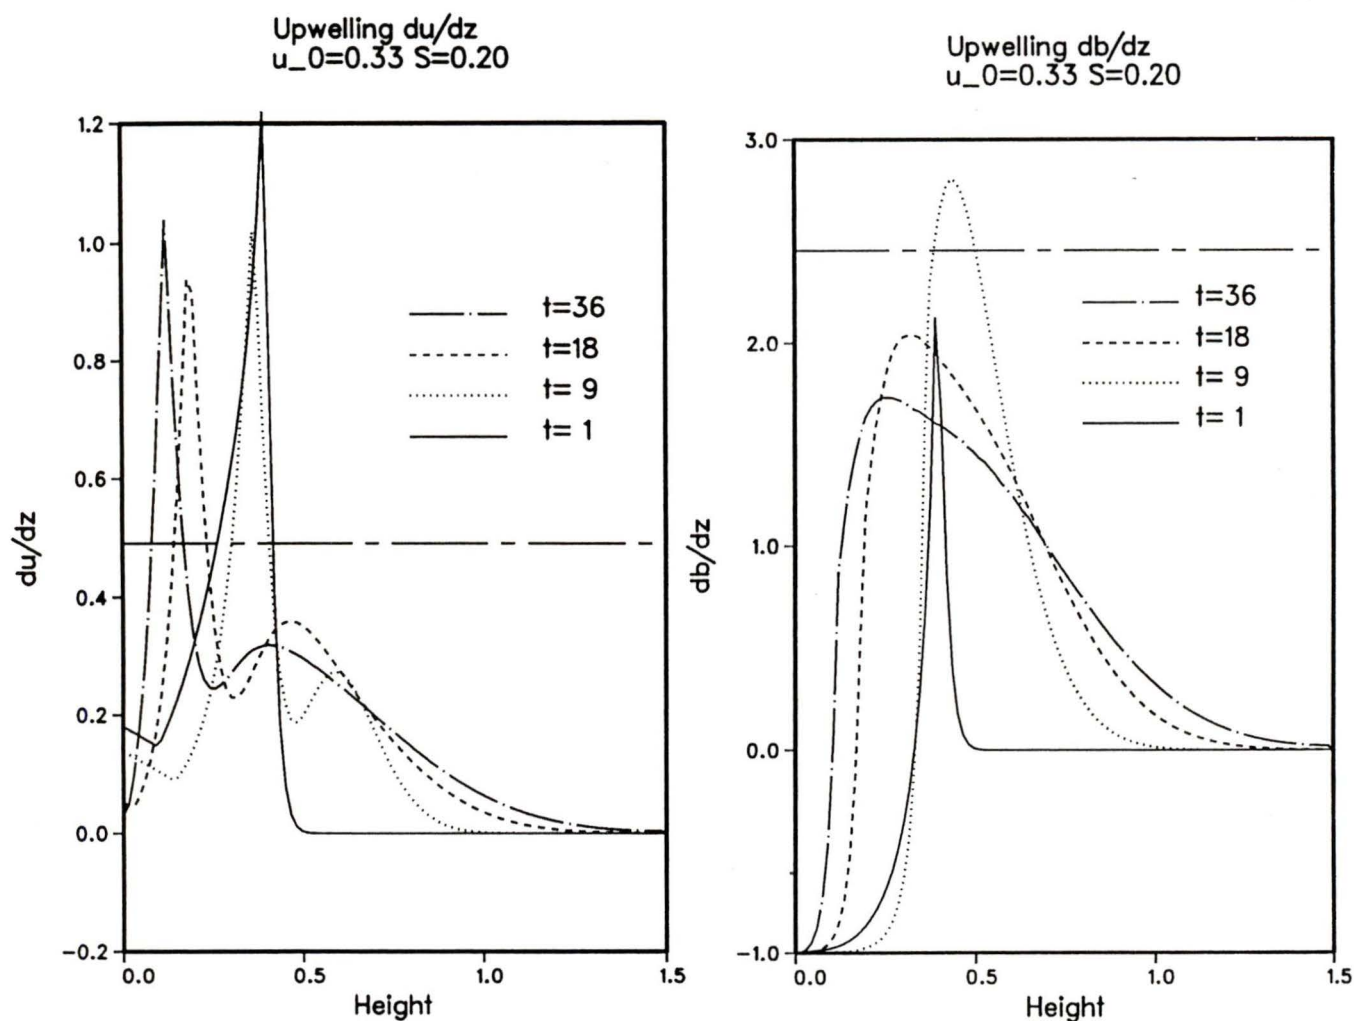 Upwelling du/dz
u_0=0.33 S=0.20
1.2
1.0
0.8
0.6
0.4
0.2
0.0
−0.2
du/dz
t=36
t=18
t= 9
t= 1
0.0
0.5
1.0
1.5
Height
Upwelling db/dz
u_0=0.33 S=0.20
3.0
2.0
1.0
0.0
−1.0
db/dz
t=36
t=18
t= 9
t= 1
0.0
0.5
1.0
1.5
Height